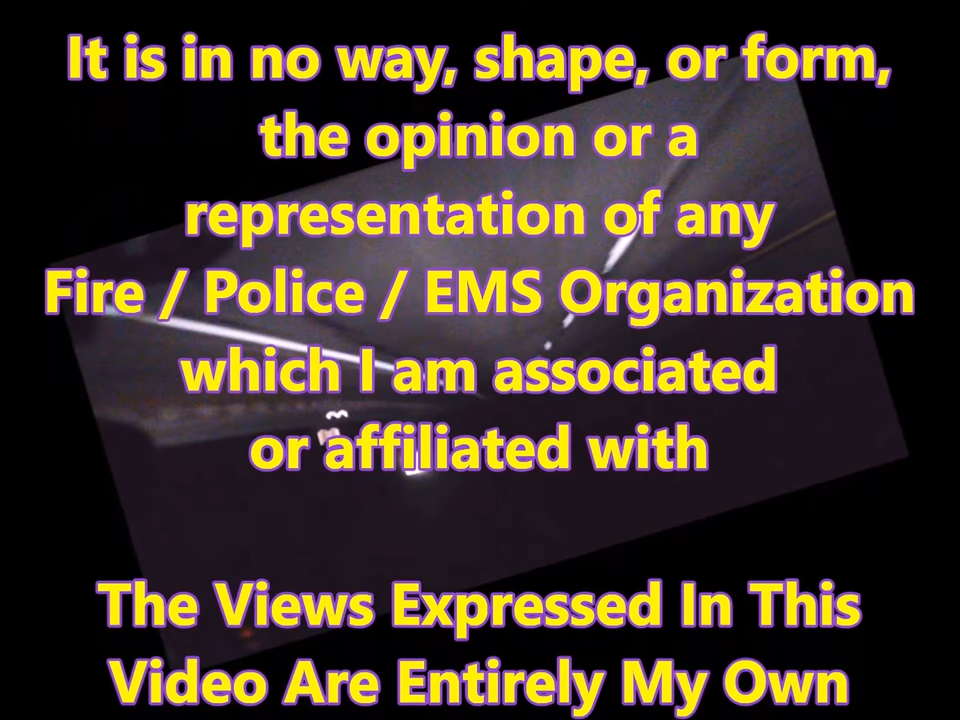 It is in no way, shape, or form,
the opinion or a
representation of any
Fire / Police / EMS Organization
which I am associated
or affiliated with
The Views Expressed In This
Video Are Entirely My Own